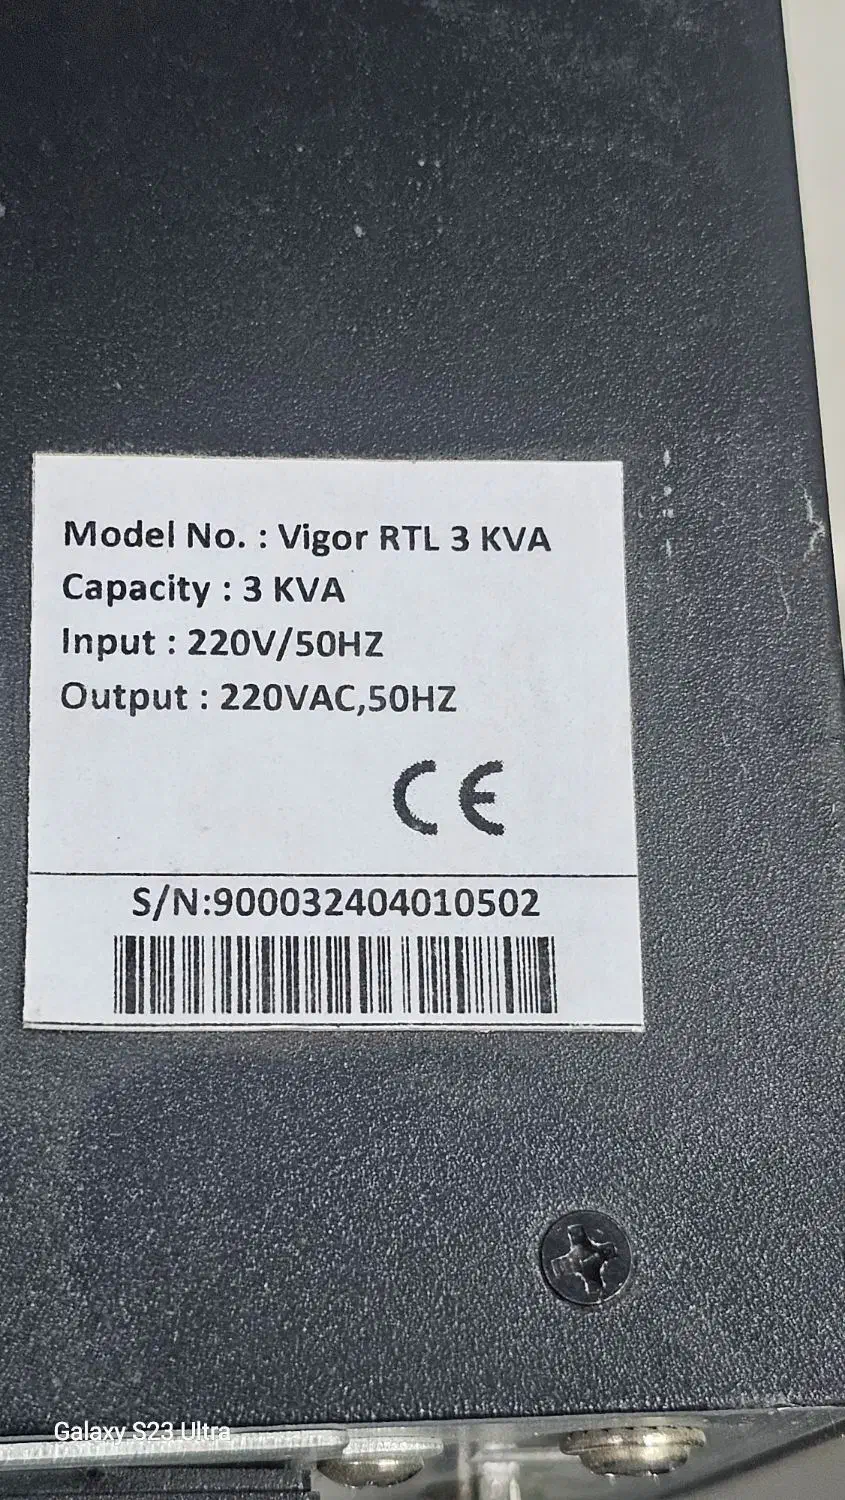 Model No. : Vigor RTL 3 KVA
Capacity : 3 KVA
Input : 220V/50HZ
Output : 220VAC,50HZ
CE
S/N:900032404010502
Galaxy S23 Ultra